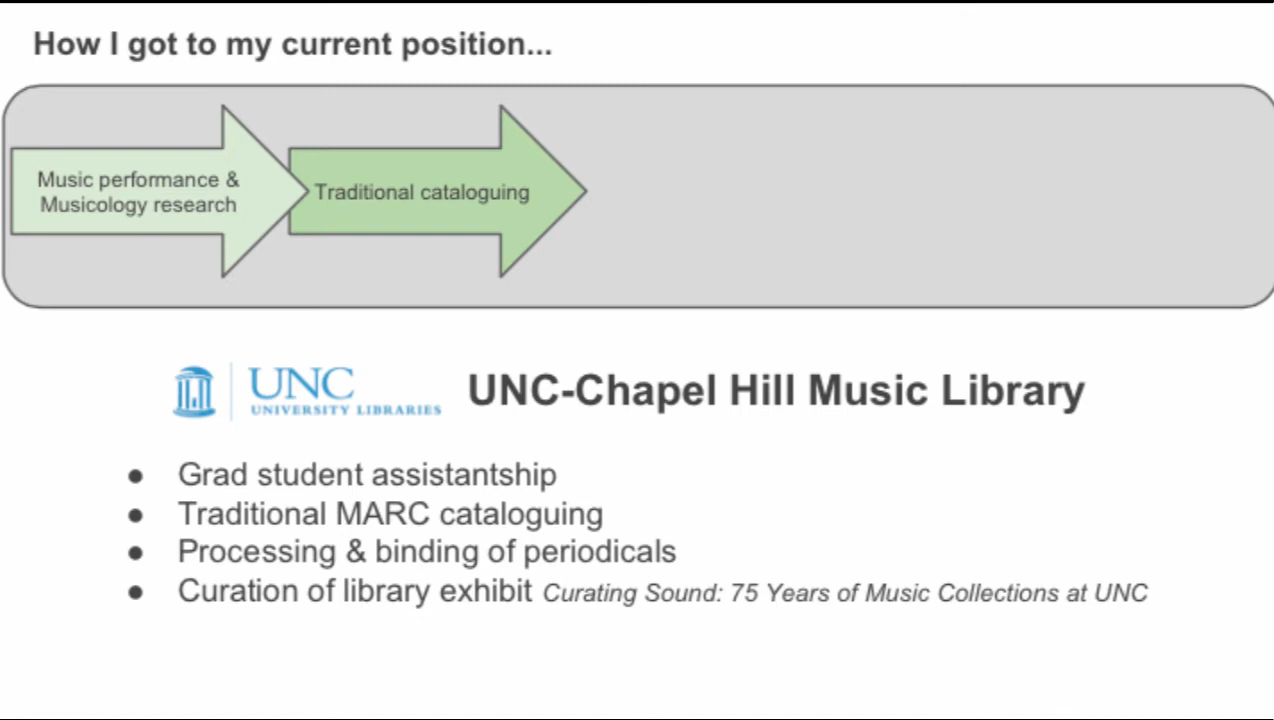 How I got to my current position...
Music performance &
Musicology research
Traditional cataloguing
UNC
UNIVERSITY LIBRARIES
UNC-Chapel Hill Music Library
● Grad student assistantship
● Traditional MARC cataloguing
● Processing & binding of periodicals
● Curation of library exhibit Curating Sound: 75 Years of Music Collections at UNC